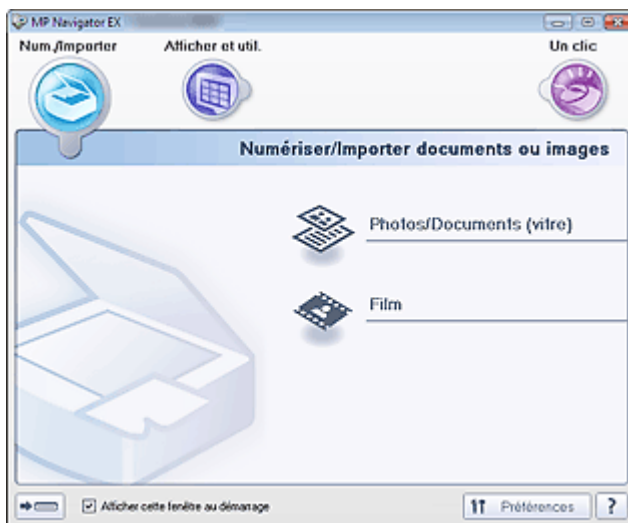 MP Navigator EX
Num./Importer
Afficher et util.
Un clic
Numériser/Importer documents ou images
Photos/Documents (vitre)
Film
Afficher cette fenêtre au démarrage
Préférences
?